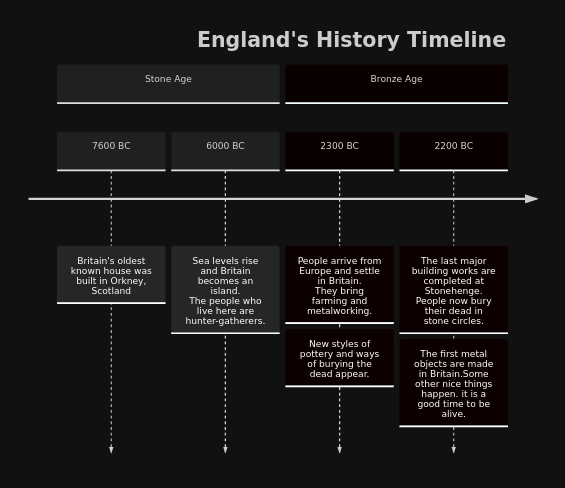 England's History Timeline
Stone Age
Bronze Age
7600 BC
6000 BC
2300 BC
2200 BC
Britain's oldest
known house was
built in Orkney,
Scotland
Sea levels rise
and Britain
becomes an
island.
The people who
live here are
hunter-gatherers.
People arrive from
Europe and settle
in Britain.
They bring
farming and
metalworking.
New styles of
pottery and ways
of burying the
dead appear.
The last major
building works are
completed at
Stonehenge.
People now bury
their dead in
stone circles.
The first metal
objects are made
in Britain.Some
other nice things
happen. it is a
good time to be
alive.